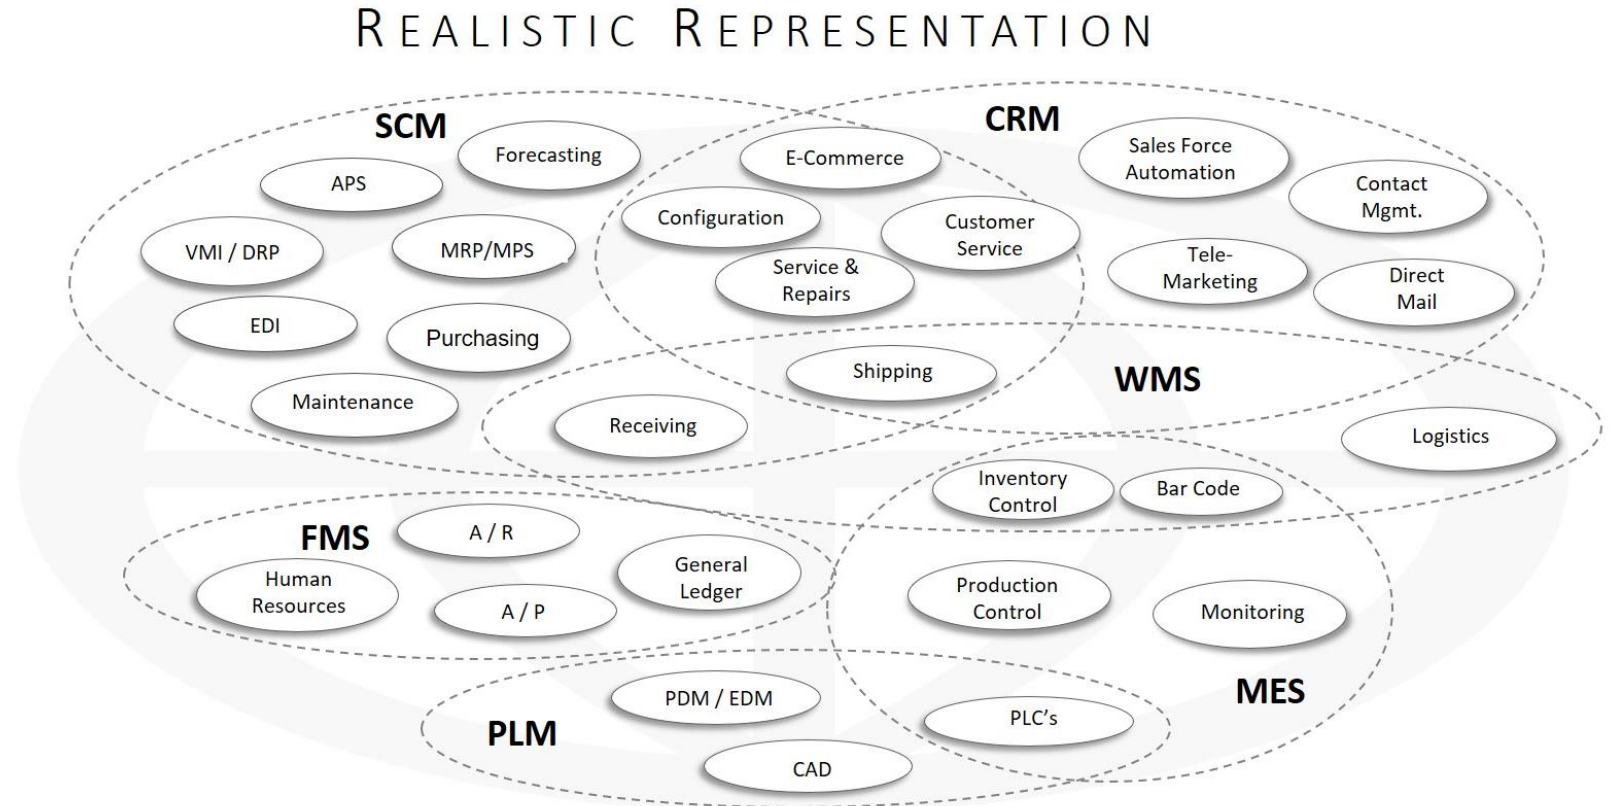 REALISTIC REPRESENTATION
SCM
CRM
Forecasting
E-Commerce
Sales Force
Automation
APS
Contact
Mgmt.
Configuration
Customer
Service
VMI / DRP
MRP/MPS
Service &
Repairs
Tele-
Marketing
Direct
Mail
EDI
Purchasing
Shipping
WMS
Maintenance
Receiving
Logistics
Inventory
Control
Bar Code
FMS
A / R
General
Ledger
Human
Resources
A / P
Production
Control
Monitoring
MES
PDM / EDM
PLM
PLC’s
CAD